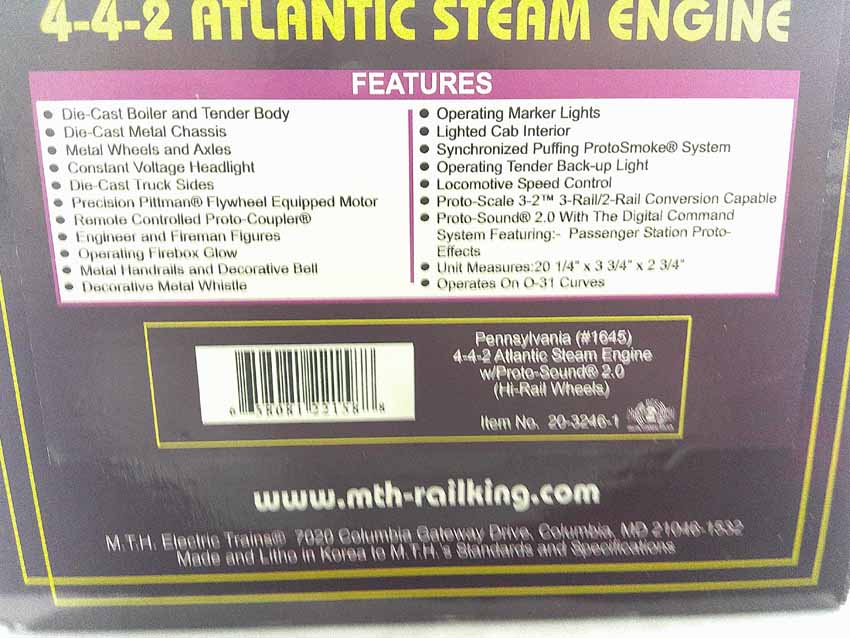 4-4-2 ATLANTIC STEAM ENGINE
FEATURES
Die-Cast Boiler and Tender Body
Die-Cast Metal Chassis
Metal Wheels and Axles
Constant Voltage Headlight
Die-Cast Truck Sides
Precision Pittman® Flywheel Equipped Motor
Remote Controlled Proto-Coupler®
Engineer and Fireman Figures
Operating Firebox Glow
Metal Handrails and Decorative Bell
Decorative Metal Whistle
Operating Marker Lights
Lighted Cab Interior
Synchronized Puffing ProtoSmoke® System
Operating Tender Back-up Light
Locomotive Speed Control
Proto-Scale 3-2™ 3-Rail/2-Rail Conversion Capable
Proto-Sound® 2.0 With The Digital Command
System Featuring:- Passenger Station Proto-
Effects
Unit Measures:20 1/4" x 3 3/4" x 2 3/4"
Operates On O-31 Curves
Pennsylvania (#1645)
4-4-2 Atlantic Steam Engine
w/Proto-Sound® 2.0
(Hi-Rail Wheels)
Item No. 20-3246-1
www.mth-railking.com
M.T.H. Electric Trains® 7020 Columbia Gateway Drive, Columbia, MD 21046-1532
Made and Litho in Korea to M.T.H.'s Standards and Specifications